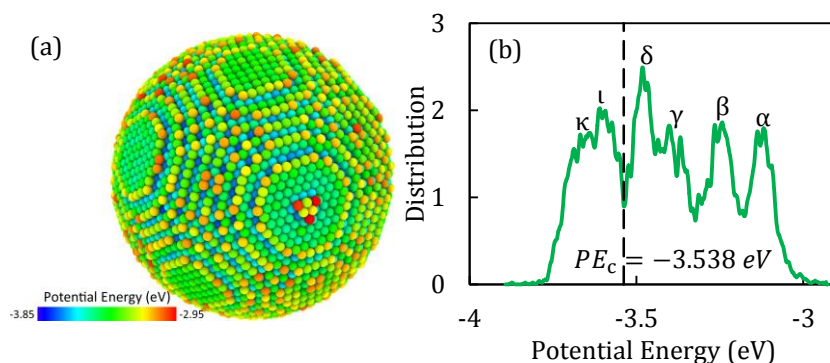 (a)
Potential Energy (eV)
-3.85
-2.95
(b)
3
2
1
0
Distribution
κ
ι
δ
γ
β
α
PEc = −3.538 eV
-4
-3.5
-3
Potential Energy (eV)